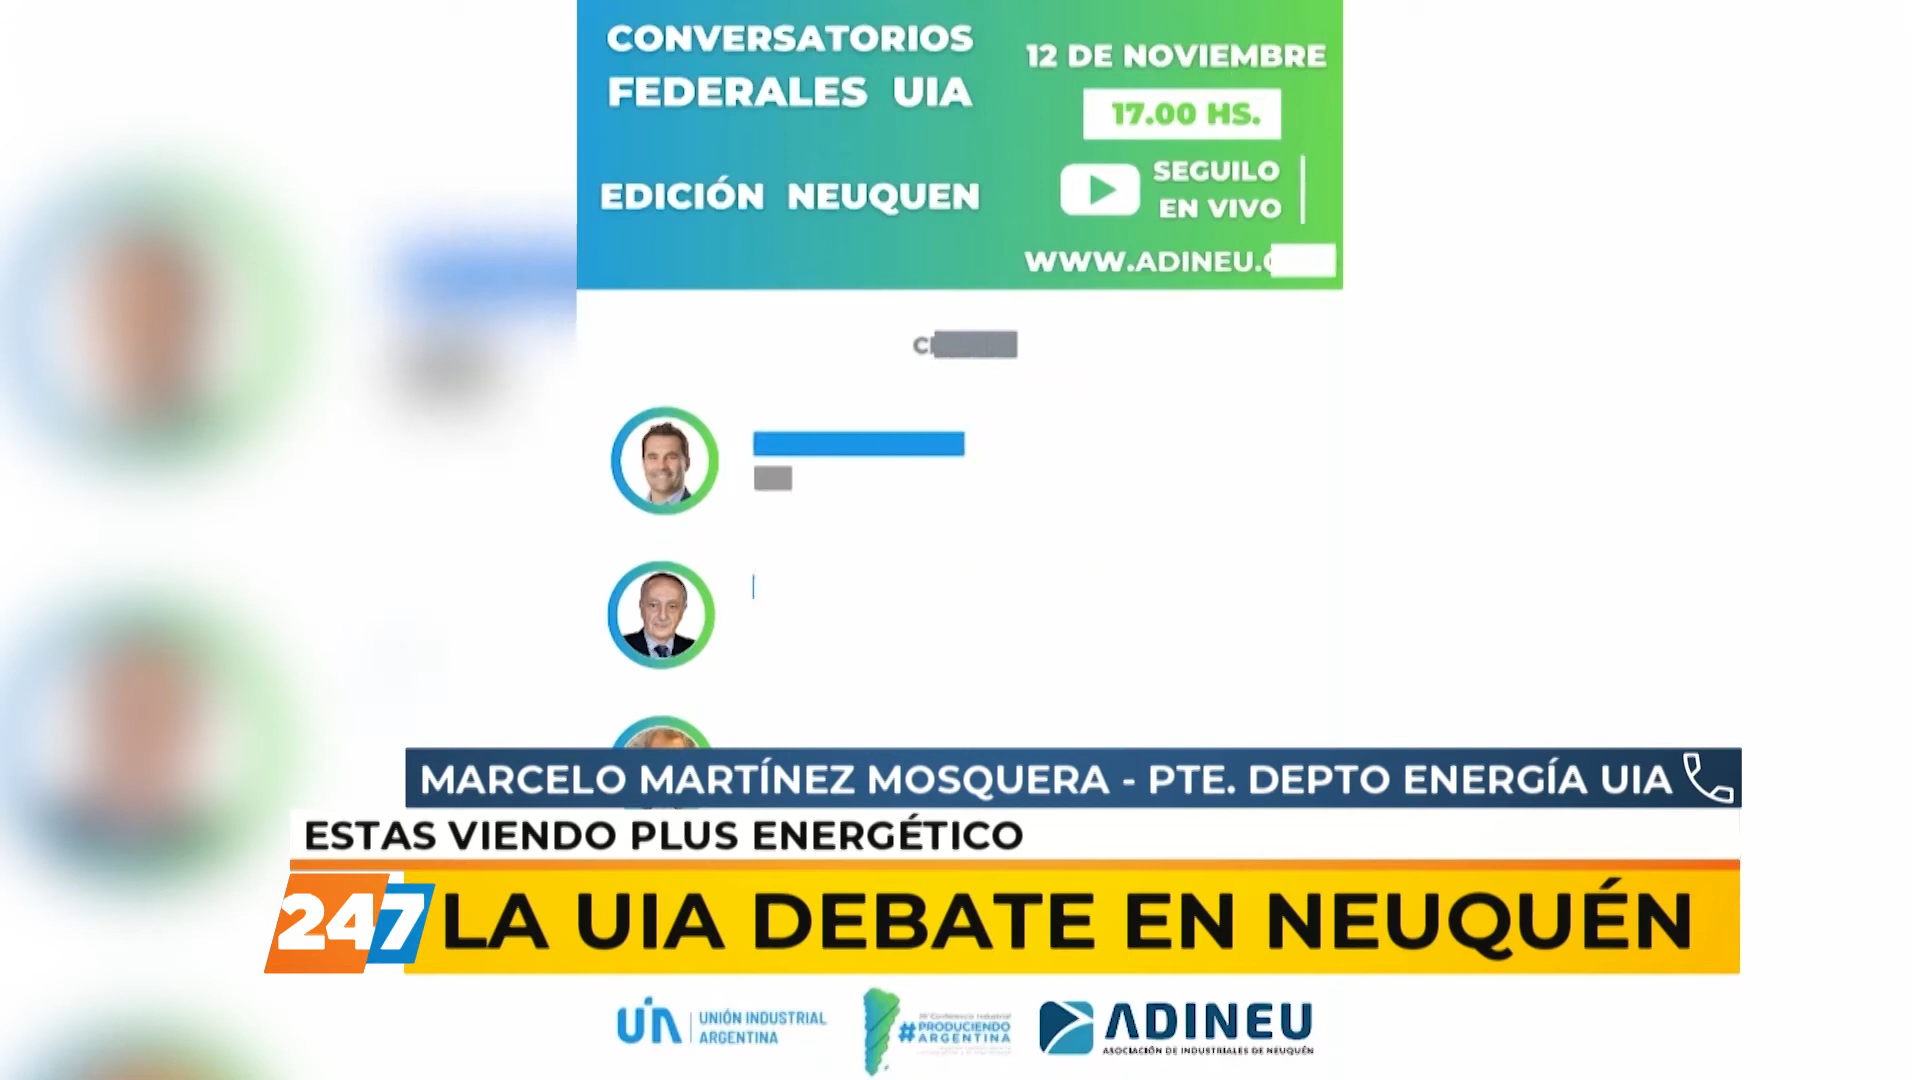 CONVERSATORIOS
FEDERALES UIA
EDICIÓN NEUQUEN
12 DE NOVIEMBRE
17.00 HS.
SEGUILO
EN VIVO
WWW.ADINEU.
MARCELO MARTÍNEZ MOSQUERA - PTE. DEPTO ENERGÍA UIA
ESTAS VIENDO PLUS ENERGÉTICO
247
LA UIA DEBATE EN NEUQUÉN
UIA
UNIÓN INDUSTRIAL
ARGENTINA
#PRODUCIENDO
ARGENTINA
ADINEU
ASOCIACIÓN DE INDUSTRIALES DE NEUQUÉN